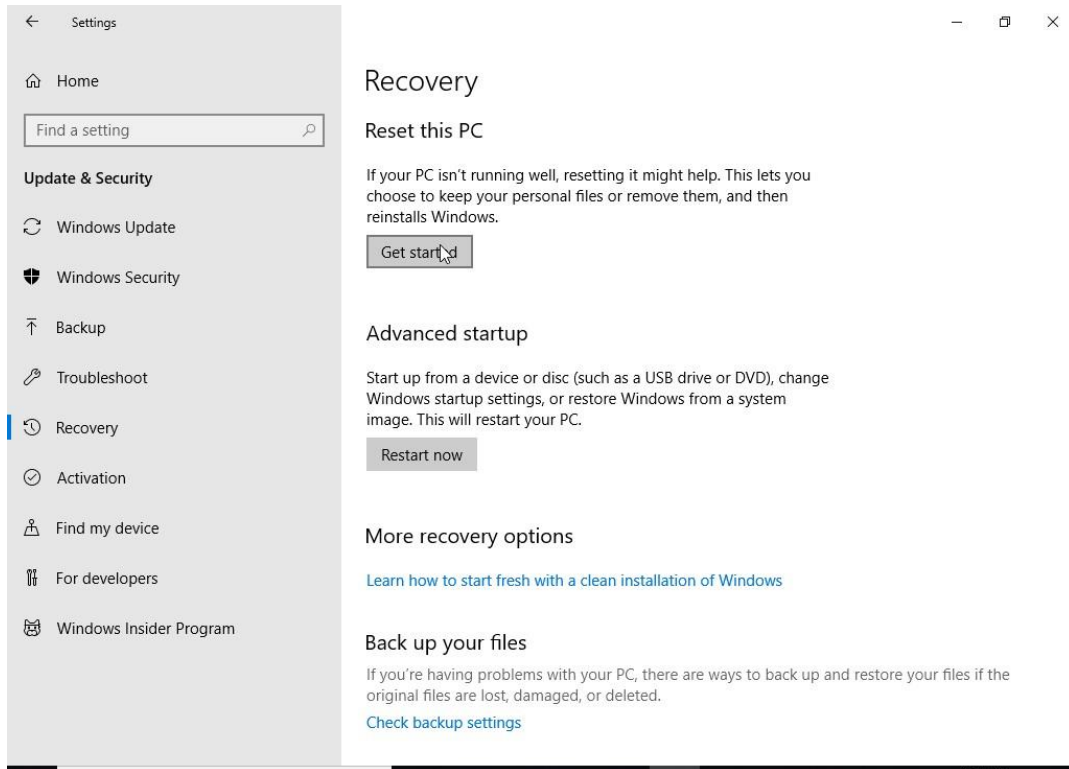 Settings
Home
Find a setting
Update & Security
Windows Update
Windows Security
Backup
Troubleshoot
Recovery
Activation
Find my device
For developers
Windows Insider Program
Recovery
Reset this PC
If your PC isn't running well, resetting it might help. This lets you
choose to keep your personal files or remove them, and then
reinstalls Windows.
Get started
Advanced startup
Start up from a device or disc (such as a USB drive or DVD), change
Windows startup settings, or restore Windows from a system
image. This will restart your PC.
Restart now
More recovery options
Learn how to start fresh with a clean installation of Windows
Back up your files
If you're having problems with your PC, there are ways to back up and restore your files if the
original files are lost, damaged, or deleted.
Check backup settings